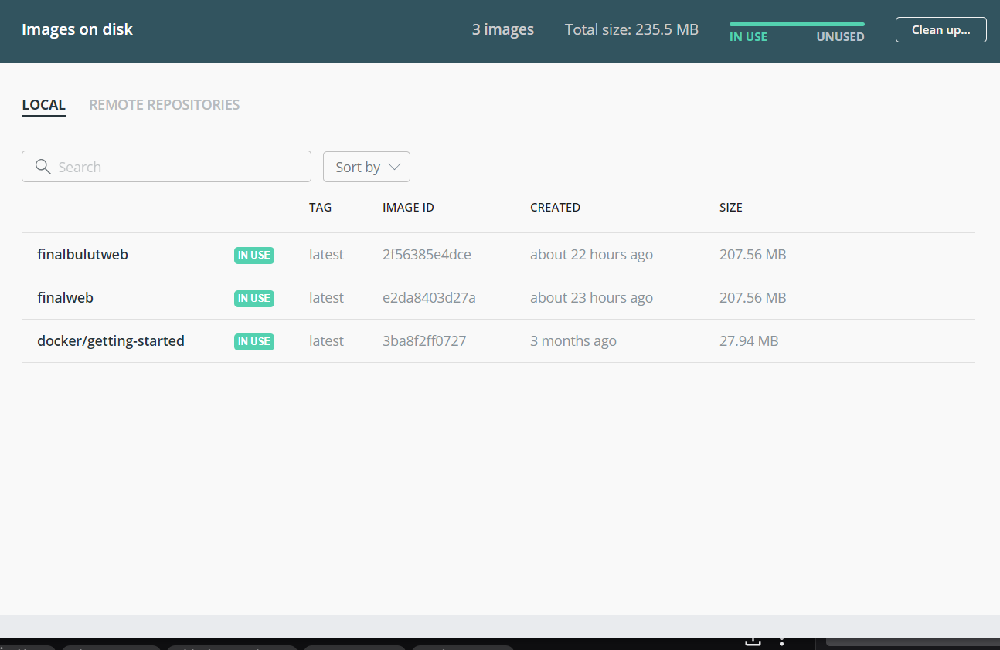 Images on disk 3 images Total size: 235.5 MB IN USE UNUSED Clean up...
LOCAL REMOTE REPOSITORIES
Search Sort by
TAG IMAGE ID CREATED SIZE
finalbulutweb IN USE latest 2f56385e4dce about 22 hours ago 207.56 MB
finalweb IN USE latest e2da8403d27a about 23 hours ago 207.56 MB
docker/getting-started IN USE latest 3ba8f2ff0727 3 months ago 27.94 MB